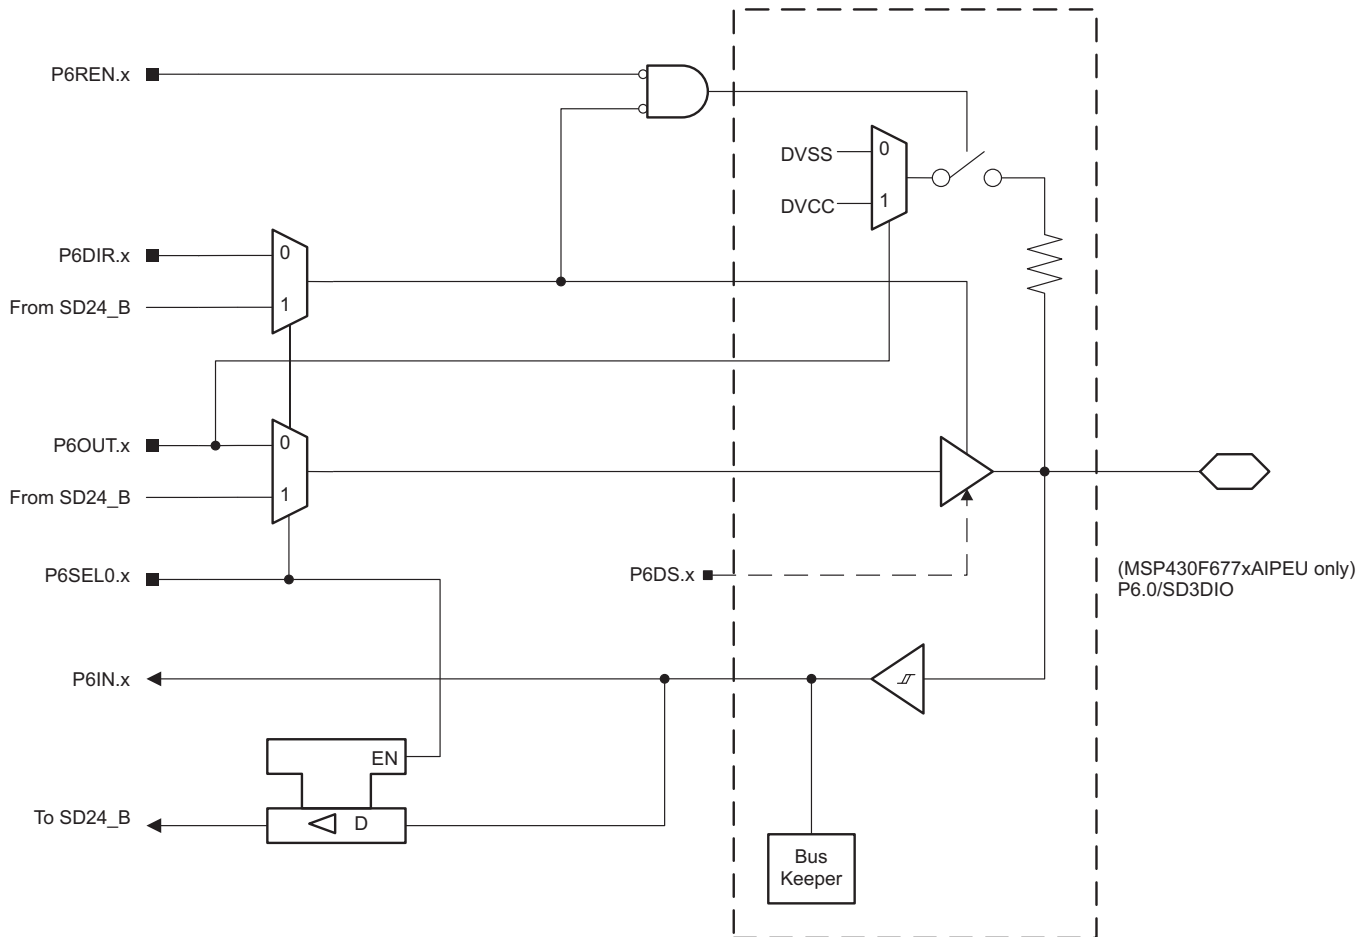 P6REN.x
DVSS
0
DVCC
1
P6DIR.x
0
From SD24_B
1
P6OUT.x
0
From SD24_B
1
P6SEL0.x
P6DS.x
(MSP430F677xAIPEU only)
P6.0/SD3DIO
P6IN.x
EN
To SD24_B
D
Bus
Keeper